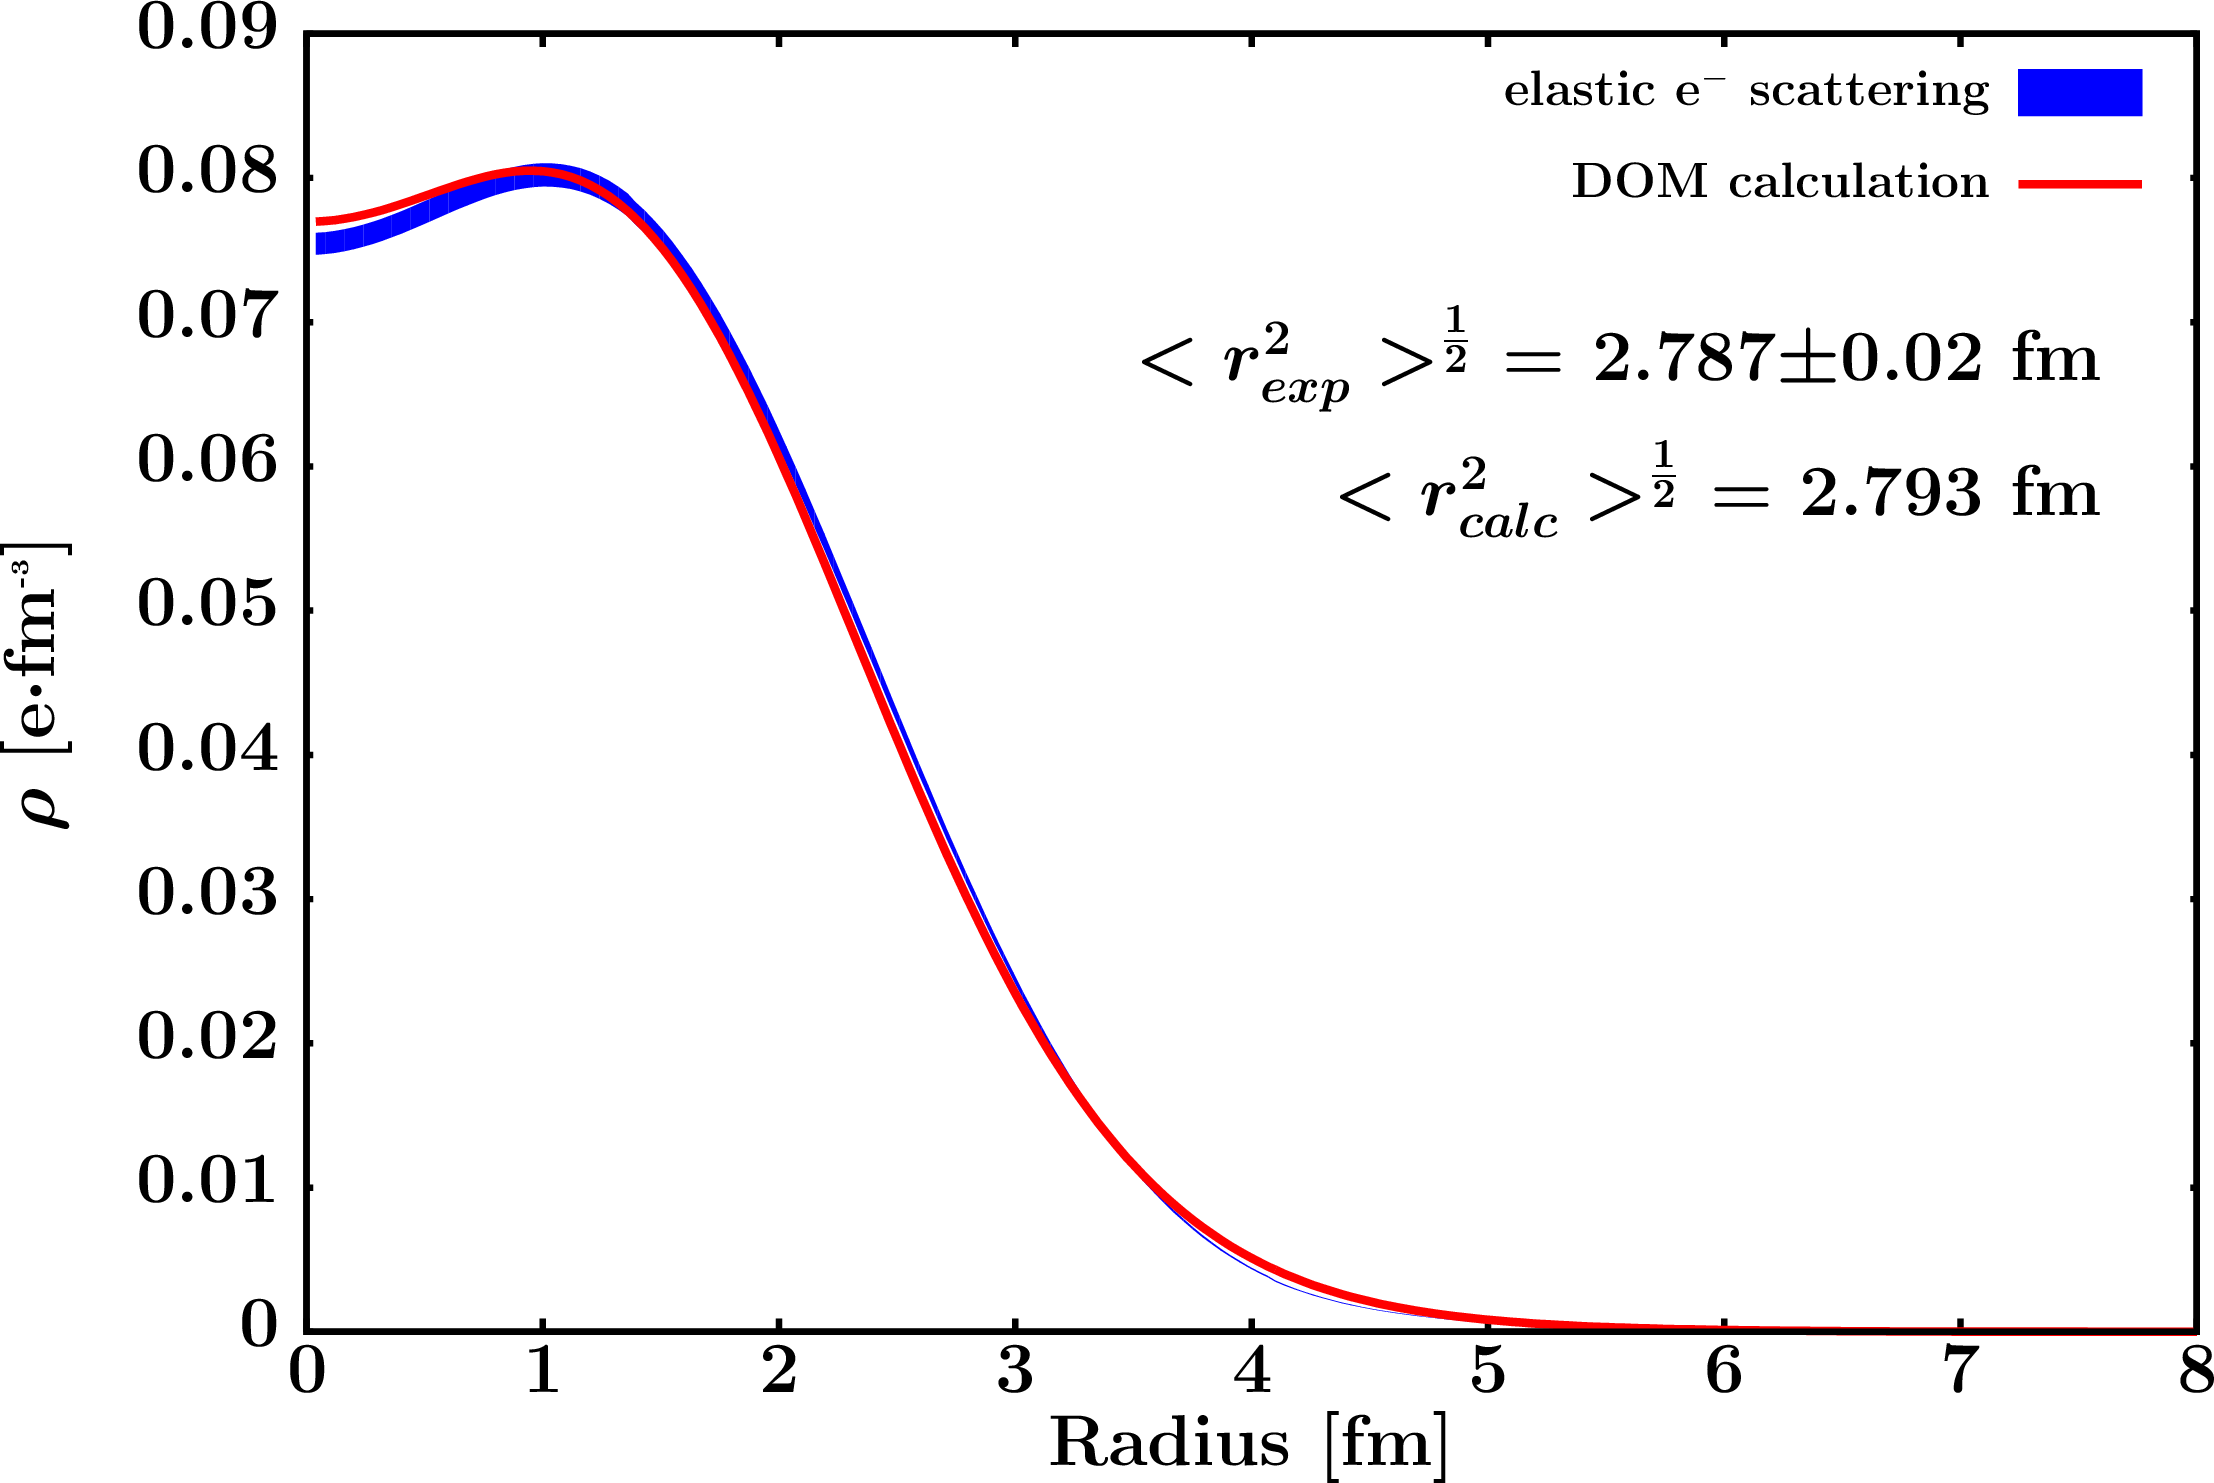 0.09
0.08
0.07
0.06
0.05
0.04
0.03
0.02
0.01
0
ρ [e·fm⁻³]
elastic e⁻ scattering
DOM calculation
< r²ₑₓₚ >^½ = 2.787±0.02 fm
< r²_calc >^½ = 2.793 fm
0 1 2 3 4 5 6 7 8
Radius [fm]